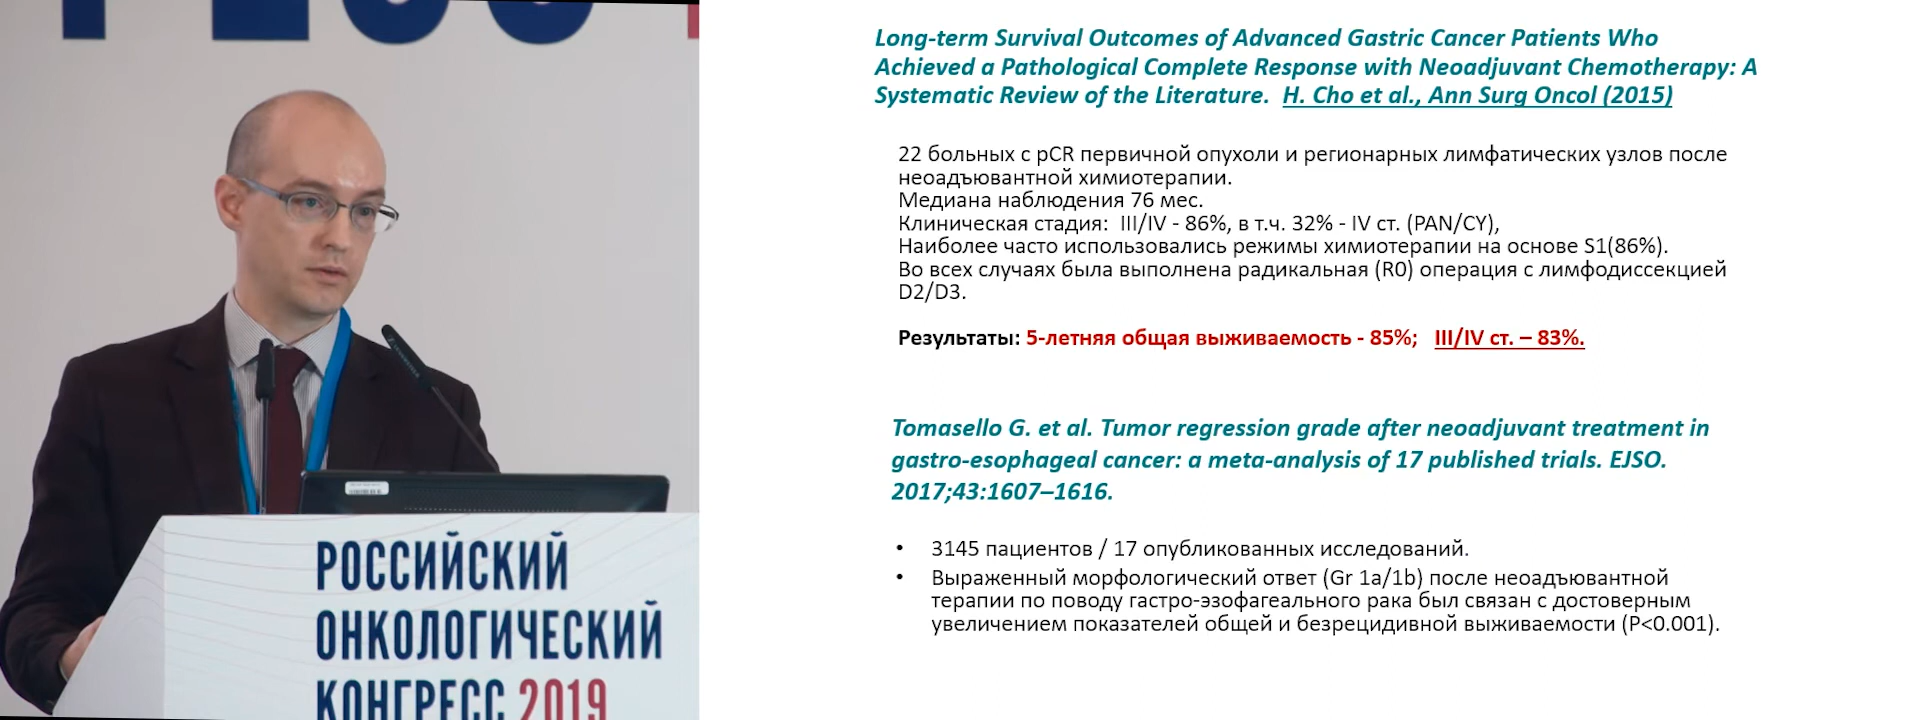 РОССИЙСКИЙ
ОНКОЛОГИЧЕСКИЙ
КОНГРЕСС 2019
Long-term Survival Outcomes of Advanced Gastric Cancer Patients Who
Achieved a Pathological Complete Response with Neoadjuvant Chemotherapy: A
Systematic Review of the Literature. H. Cho et al., Ann Surg Oncol (2015)
22 больных с pCR первичной опухоли и регионарных лимфатических узлов после
неоадъювантной химиотерапии.
Медиана наблюдения 76 мес.
Клиническая стадия: III/IV - 86%, в т.ч. 32% - IV ст. (PAN/CY),
Наиболее часто использовались режимы химиотерапии на основе S1(86%).
Во всех случаях была выполнена радикальная (R0) операция с лимфодиссекцией
D2/D3.
Результаты: 5-летняя общая выживаемость - 85%; III/IV ст. – 83%.
Tomasello G. et al. Tumor regression grade after neoadjuvant treatment in
gastro-esophageal cancer: a meta-analysis of 17 published trials. EJSO.
2017;43:1607–1616.
• 3145 пациентов / 17 опубликованных исследований.
• Выраженный морфологический ответ (Gr 1a/1b) после неоадъювантной
терапии по поводу гастро-эзофагеального рака был связан с достоверным
увеличением показателей общей и безрецидивной выживаемости (P<0.001).